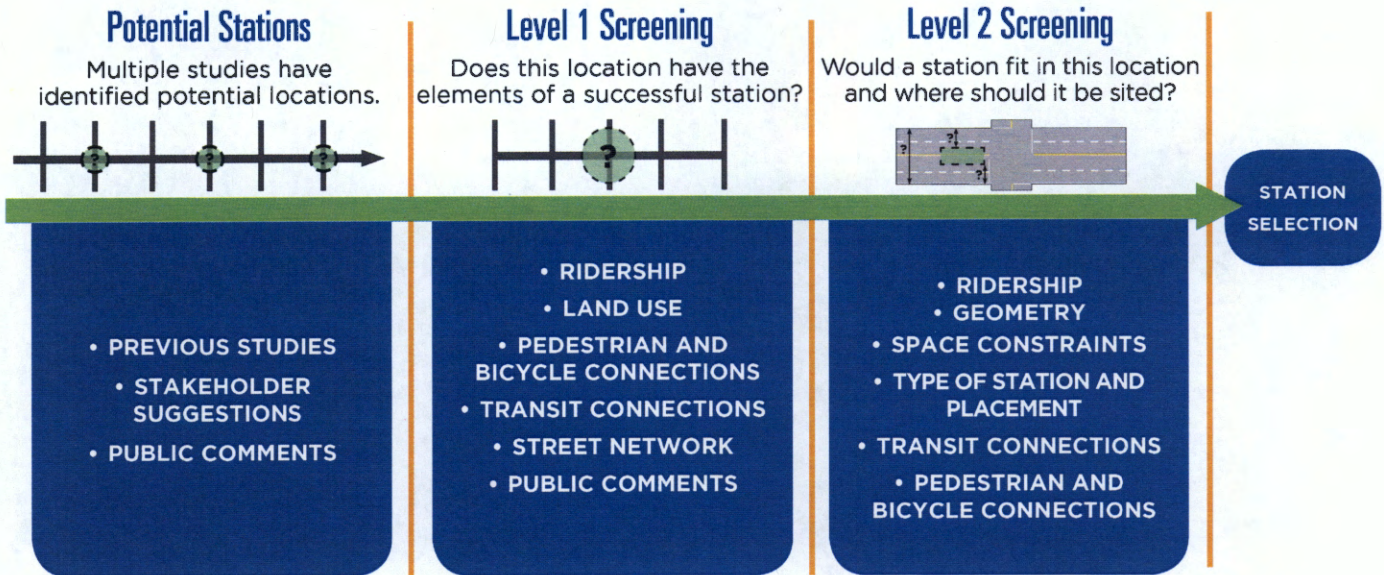 Potential Stations
Multiple studies have
identified potential locations.
?
?
?
• PREVIOUS STUDIES
• STAKEHOLDER
SUGGESTIONS
• PUBLIC COMMENTS
Level 1 Screening
Does this location have the
elements of a successful station?
?
• RIDERSHIP
• LAND USE
• PEDESTRIAN AND
BICYCLE CONNECTIONS
• TRANSIT CONNECTIONS
• STREET NETWORK
• PUBLIC COMMENTS
Level 2 Screening
Would a station fit in this location
and where should it be sited?
?
?
?
• RIDERSHIP
• GEOMETRY
• SPACE CONSTRAINTS
• TYPE OF STATION AND
PLACEMENT
• TRANSIT CONNECTIONS
• PEDESTRIAN AND
BICYCLE CONNECTIONS
STATION
SELECTION